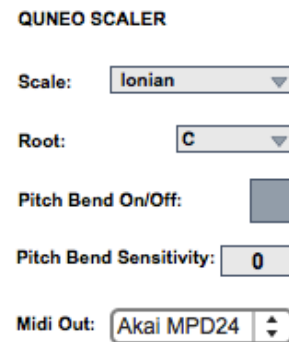 QUNEO SCALER
Scale: Ionian
Root: C
Pitch Bend On/Off:
Pitch Bend Sensitivity: 0
Midi Out: Akai MPD24